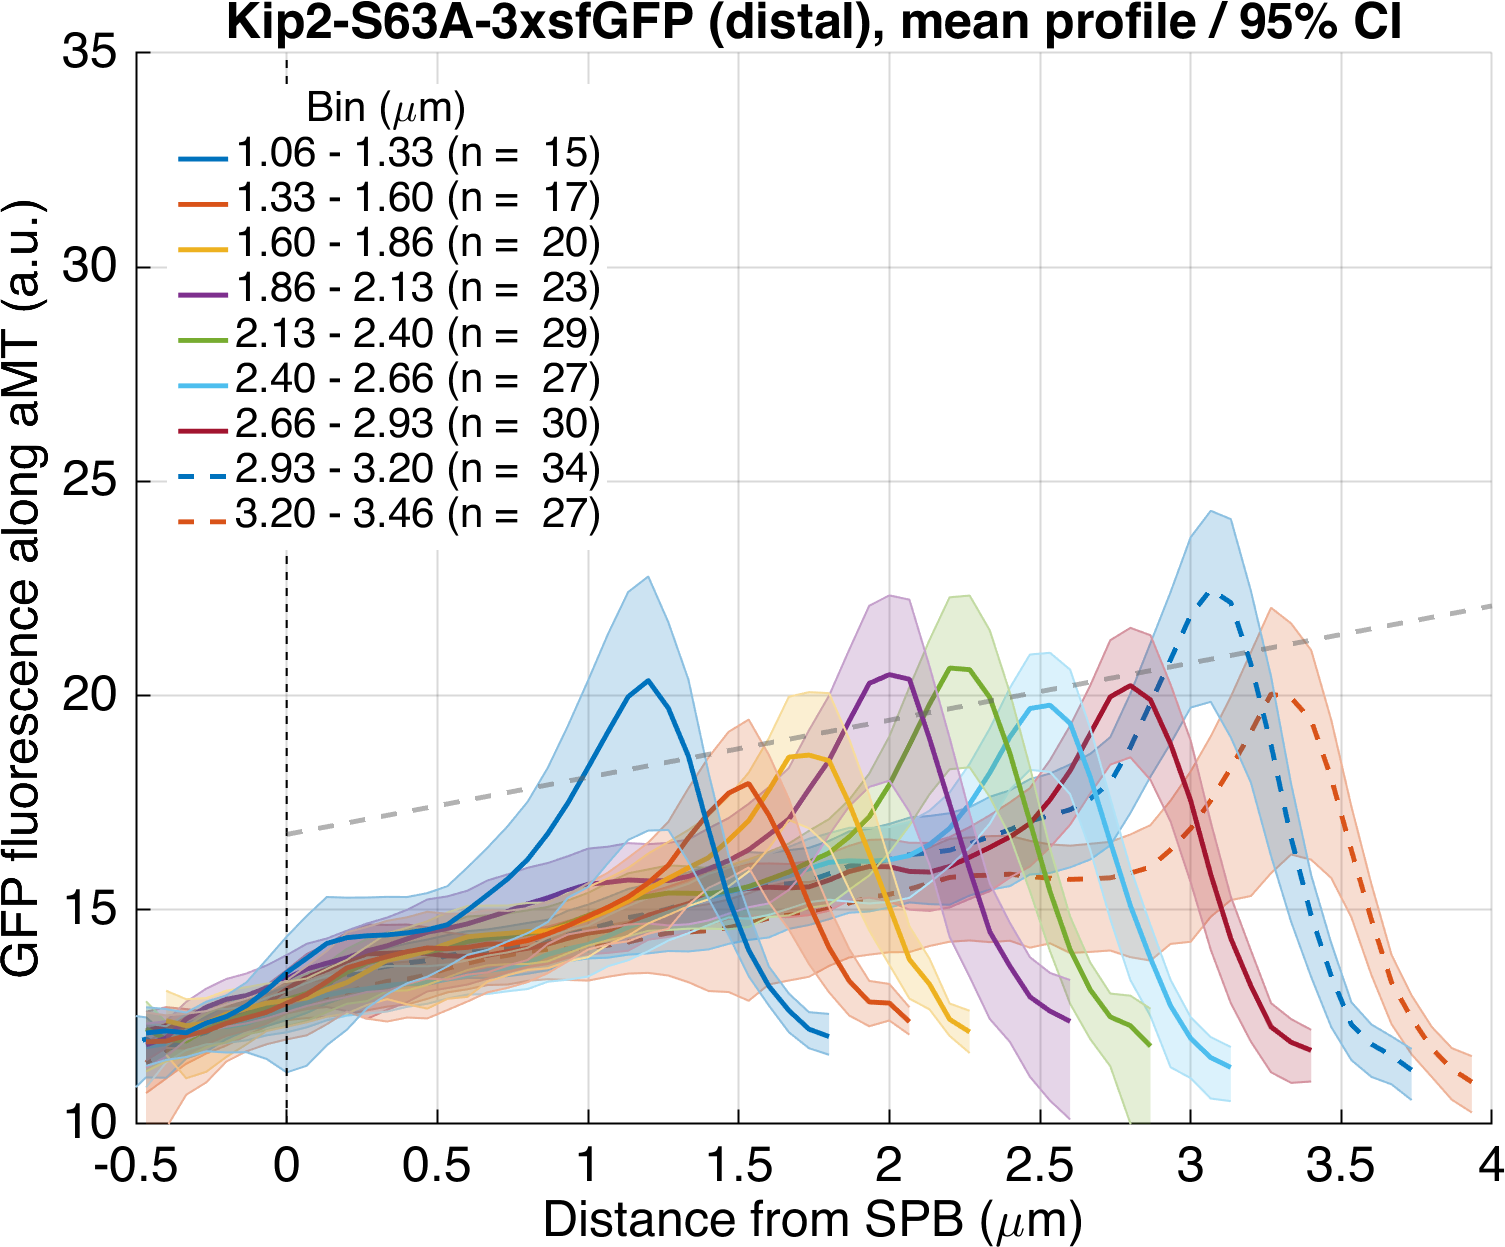 Kip2-S63A-3xsfGFP (distal), mean profile / 95% CI
GFP fluorescence along aMT (a.u.)
35
30
25
20
15
10
Bin (μm)
1.06 - 1.33 (n = 15)
1.33 - 1.60 (n = 17)
1.60 - 1.86 (n = 20)
1.86 - 2.13 (n = 23)
2.13 - 2.40 (n = 29)
2.40 - 2.66 (n = 27)
2.66 - 2.93 (n = 30)
2.93 - 3.20 (n = 34)
3.20 - 3.46 (n = 27)
-0.5 0 0.5 1 1.5 2 2.5 3 3.5 4
Distance from SPB (μm)